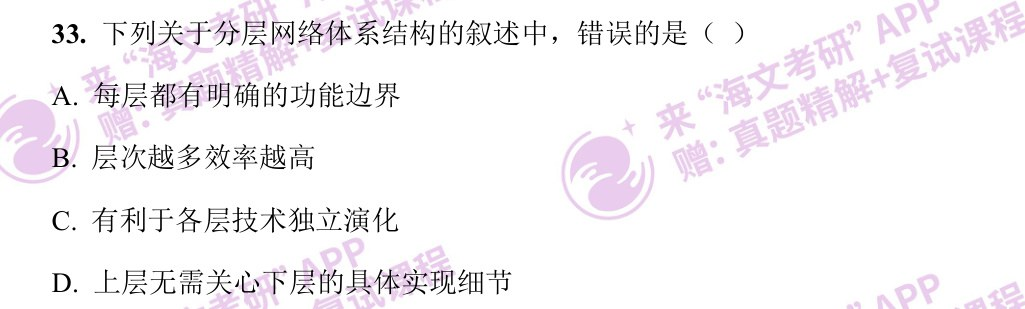 33. 下列关于分层网络体系结构的叙述中，错误的是（ ）
A. 每层都有明确的功能边界
B. 层次越多效率越高
C. 有利于各层技术独立演化
D. 上层无需关心下层的具体实现细节
来“海文考研”APP
赠：真题精解+复试课程